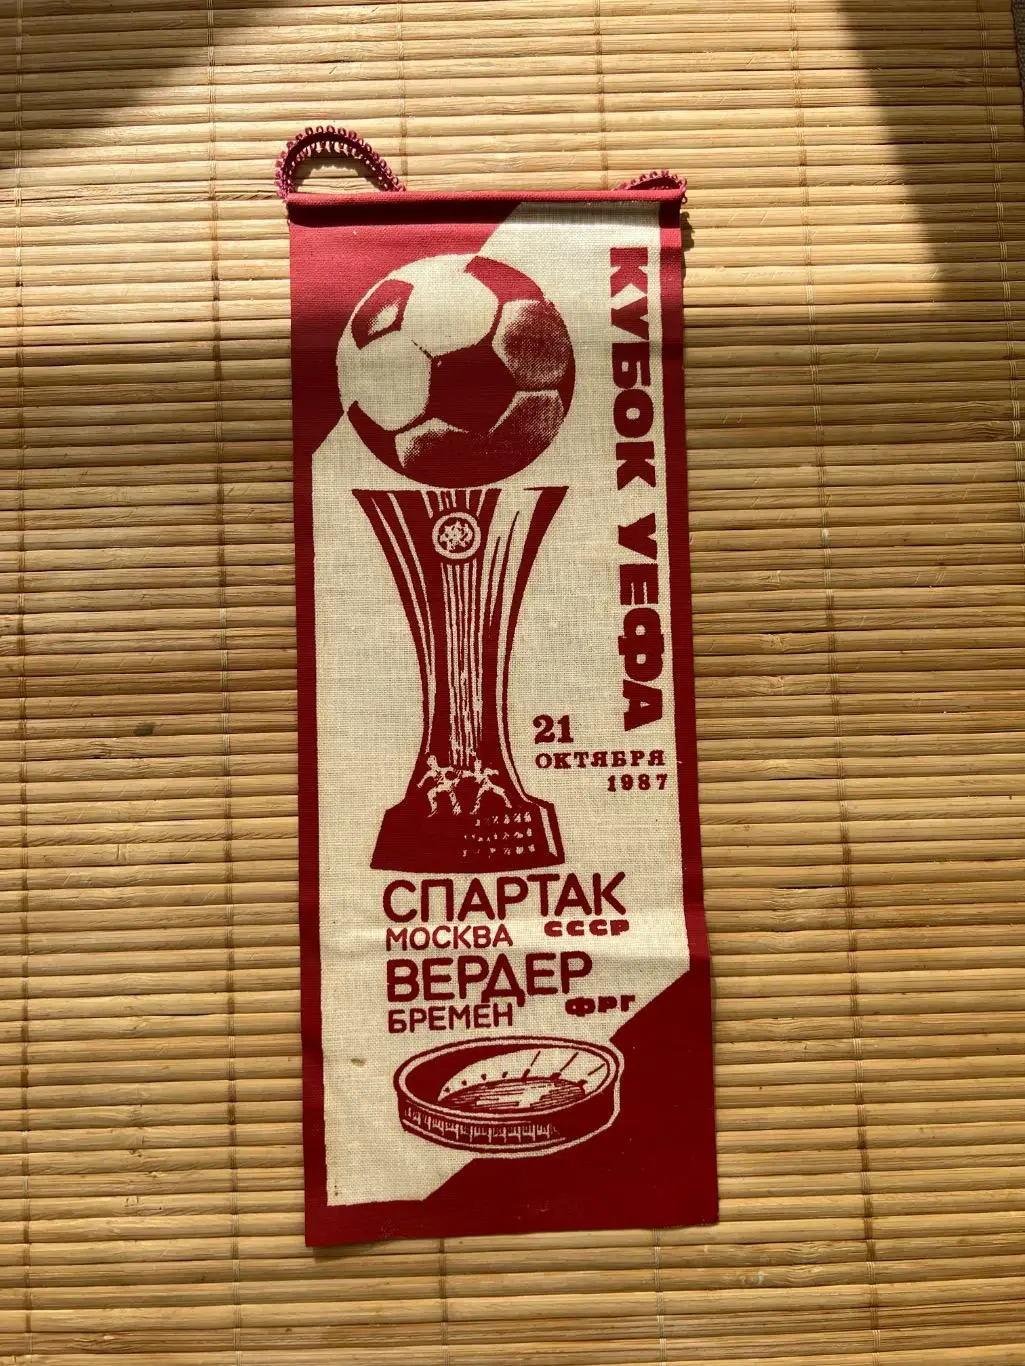 КУБОК УЕФА
21
ОКТЯБРЯ
1987
СПАРТАК
МОСКВА СССР
ВЕРДЕР
БРЕМЕН ФРГ